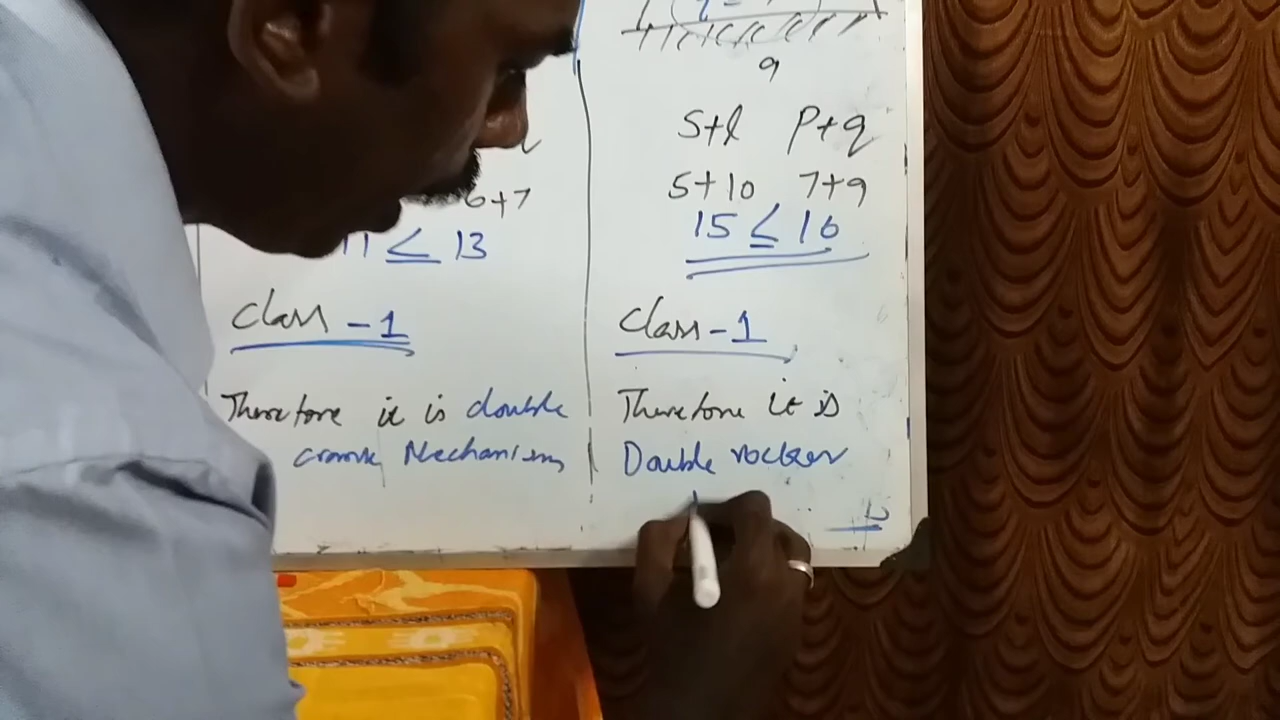 6+7
11 ≤ 13
Class - 1
Therefore it is double
crank Mechanism
9
S+l P+q
5+10 7+9
15 ≤ 16
Class - 1
Therefore it is
Double rocker